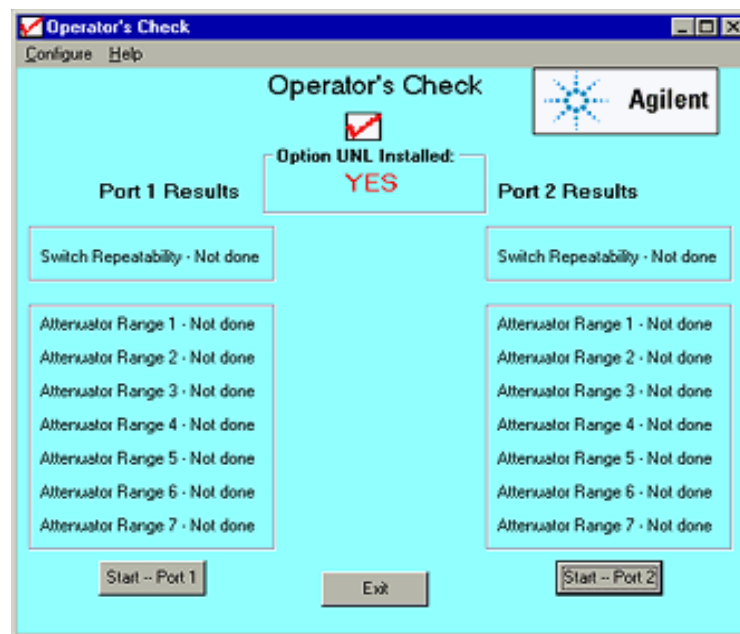 Operator's Check
Configure Help
Operator's Check
Agilent
Option UNL Installed:
YES
Port 1 Results
Switch Repeatability - Not done
Attenuator Range 1 - Not done
Attenuator Range 2 - Not done
Attenuator Range 3 - Not done
Attenuator Range 4 - Not done
Attenuator Range 5 - Not done
Attenuator Range 6 - Not done
Attenuator Range 7 - Not done
Start -- Port 1
Port 2 Results
Switch Repeatability - Not done
Attenuator Range 1 - Not done
Attenuator Range 2 - Not done
Attenuator Range 3 - Not done
Attenuator Range 4 - Not done
Attenuator Range 5 - Not done
Attenuator Range 6 - Not done
Attenuator Range 7 - Not done
Start -- Port 2
Exit